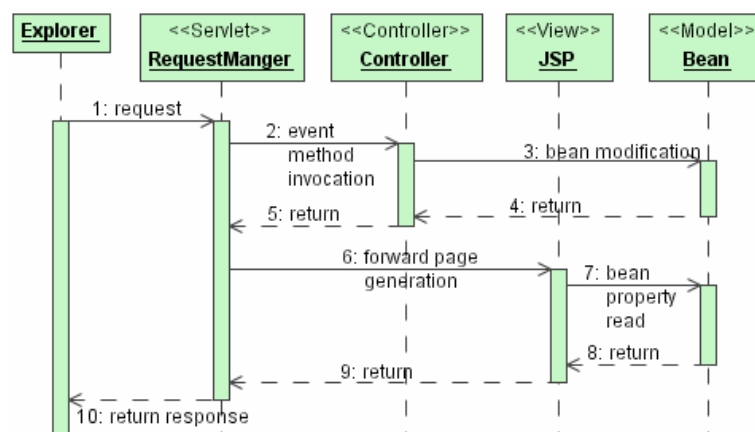 Explorer
<<Servlet>>
RequestManger
<<Controller>>
Controller
<<View>>
JSP
<<Model>>
Bean
1: request
2: event
method
invocation
3: bean modification
4: return
5: return
6: forward page
generation
7: bean
property
read
8: return
9: return
10: return response